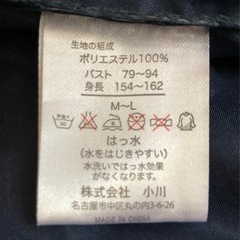 生地の組成
ポリエステル100%
バスト 79~94
身長 154~162
M~L
はっ水
(水をはじきやすい)
水洗いではっ水効果
がなくなります。
株式会社 小川
名古屋市中区丸の内3-6-26
MADE IN CHINA